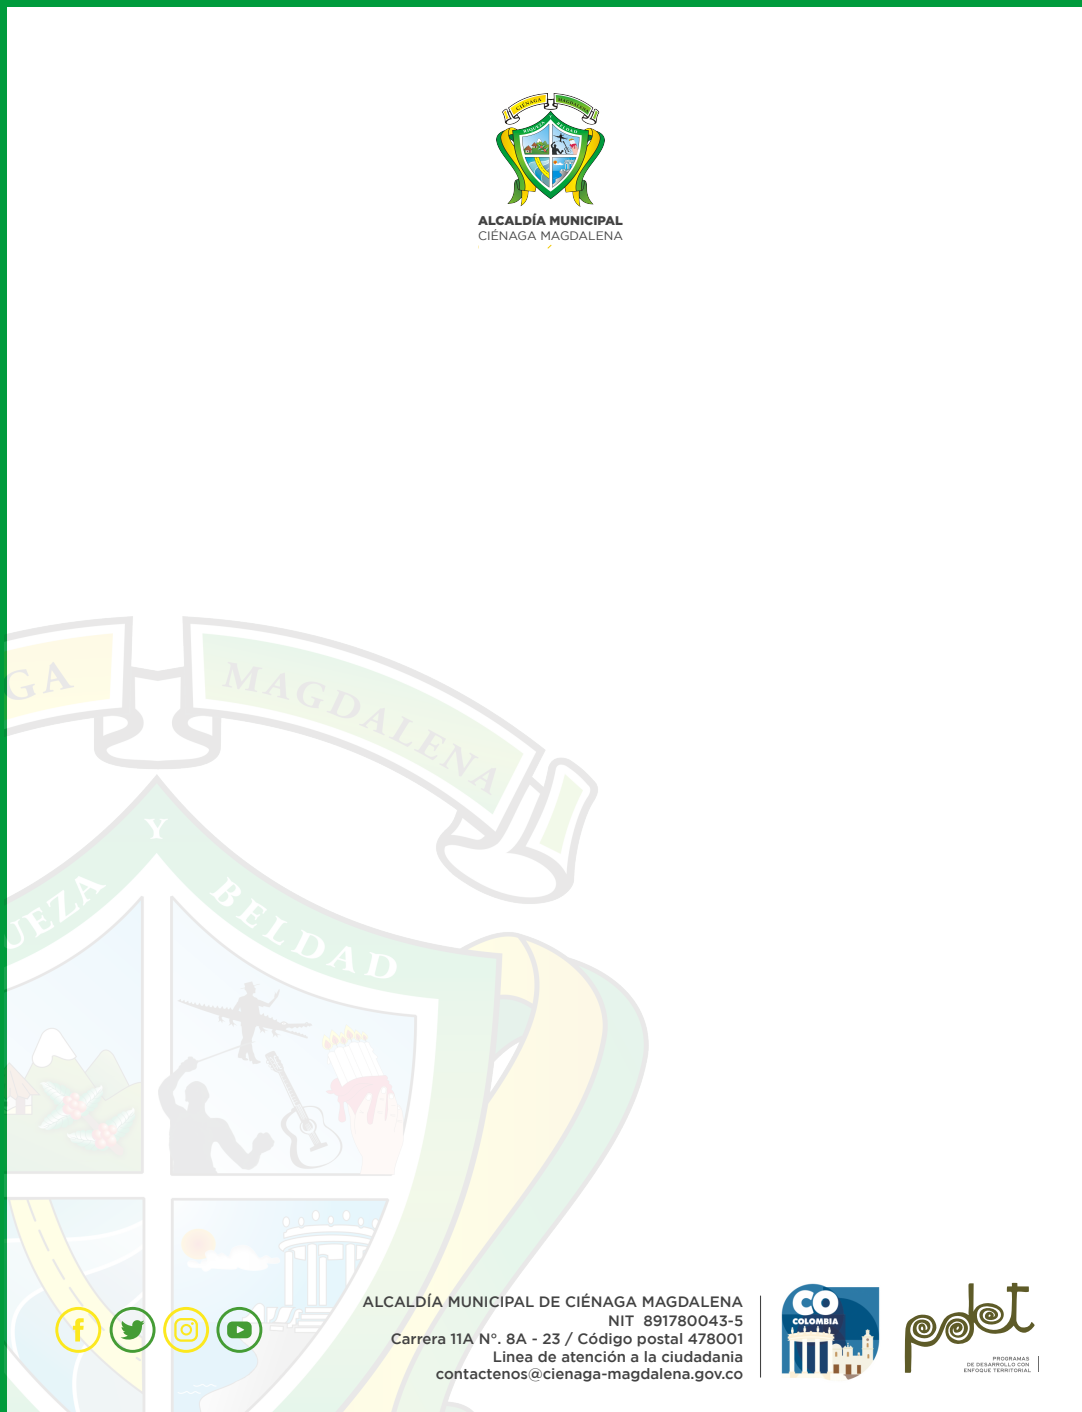 CIÉNAGA MAGDALENA
RIQUEZA Y BELDAD
ALCALDÍA MUNICIPAL
CIÉNAGA MAGDALENA
GA MAGDALENA
UEZA Y BELDAD
ALCALDÍA MUNICIPAL DE CIÉNAGA MAGDALENA
NIT 891780043-5
Carrera 11A N°. 8A - 23 / Código postal 478001
Linea de atención a la ciudadania
contactenos@cienaga-magdalena.gov.co
CO
COLOMBIA
pdet
PROGRAMAS
DE DESARROLLO CON
ENFOQUE TERRITORIAL